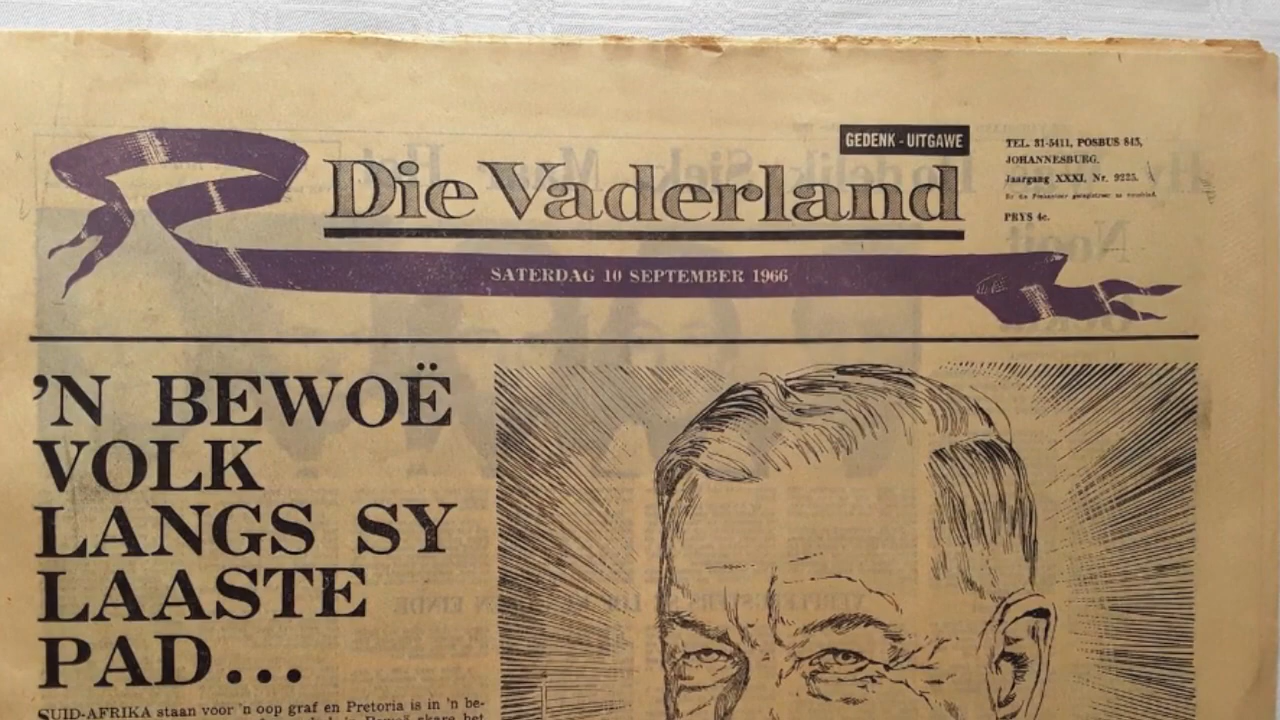 GEDENK - UITGAWE
Die Vaderland
TEL. 31-5411, POSBUS 845,
JOHANNESBURG.
Jaargang XXXI, Nr. 9225.
PRYS 4c.
SATERDAG 10 SEPTEMBER 1966
'N BEWOË
VOLK
LANGS SY
LAASTE
PAD...
SUID-AFRIKA staan voor 'n oop graf en Pretoria is in 'n be-